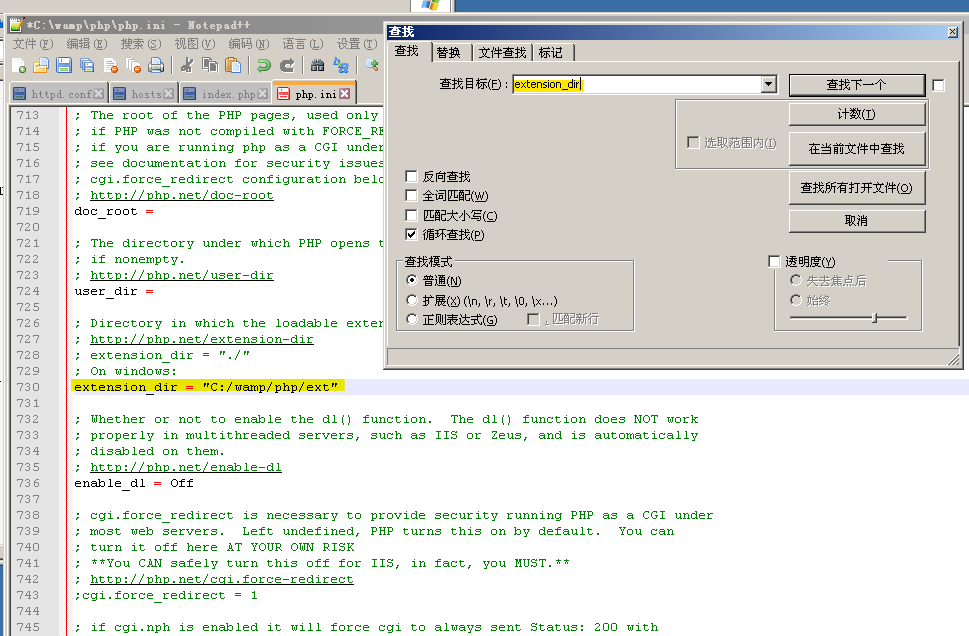 *C:\wamp\php\php.ini - Notepad++
文件(F) 编辑(E) 搜索(S) 视图(V) 编码(N) 语言(L) 设置(T)
httpd.conf hosts index.php php.ini
713 ; The root of the PHP pages, used only
714 ; if PHP was not compiled with FORCE_RE
715 ; if you are running php as a CGI under
716 ; see documentation for security issues
717 ; cgi.force_redirect configuration belo
718 ; http://php.net/doc-root
719 doc_root =
720
721 ; The directory under which PHP opens t
722 ; if nonempty.
723 ; http://php.net/user-dir
724 user_dir =
725
726 ; Directory in which the loadable exten
727 ; http://php.net/extension-dir
728 ; extension_dir = "./"
729 ; On windows:
730 extension_dir = "C:/wamp/php/ext"
731
732 ; Whether or not to enable the dl() function.  The dl() function does NOT work
733 ; properly in multithreaded servers, such as IIS or Zeus, and is automatically
734 ; disabled on them.
735 ; http://php.net/enable-dl
736 enable_dl = Off
737
738 ; cgi.force_redirect is necessary to provide security running PHP as a CGI under
739 ; most web servers.  Left undefined, PHP turns this on by default.  You can
740 ; turn it off here AT YOUR OWN RISK
741 ; **You CAN safely turn this off for IIS, in fact, you MUST.**
742 ; http://php.net/cgi.force-redirect
743 ;cgi.force_redirect = 1
744
745 ; if cgi.nph is enabled it will force cgi to always sent Status: 200 with
查找
查找 替换 文件查找 标记
查找目标(F) : extension_dir
查找下一个
计数(T)
选取范围内(I)
在当前文件中查找
查找所有打开文件(O)
取消
反向查找
全词匹配(W)
匹配大小写(C)
循环查找(P)
查找模式
普通(N)
扩展(X) (\n, \r, \t, \0, \x...)
正则表达式(G) . 匹配新行
透明度(Y)
失去焦点后
始终